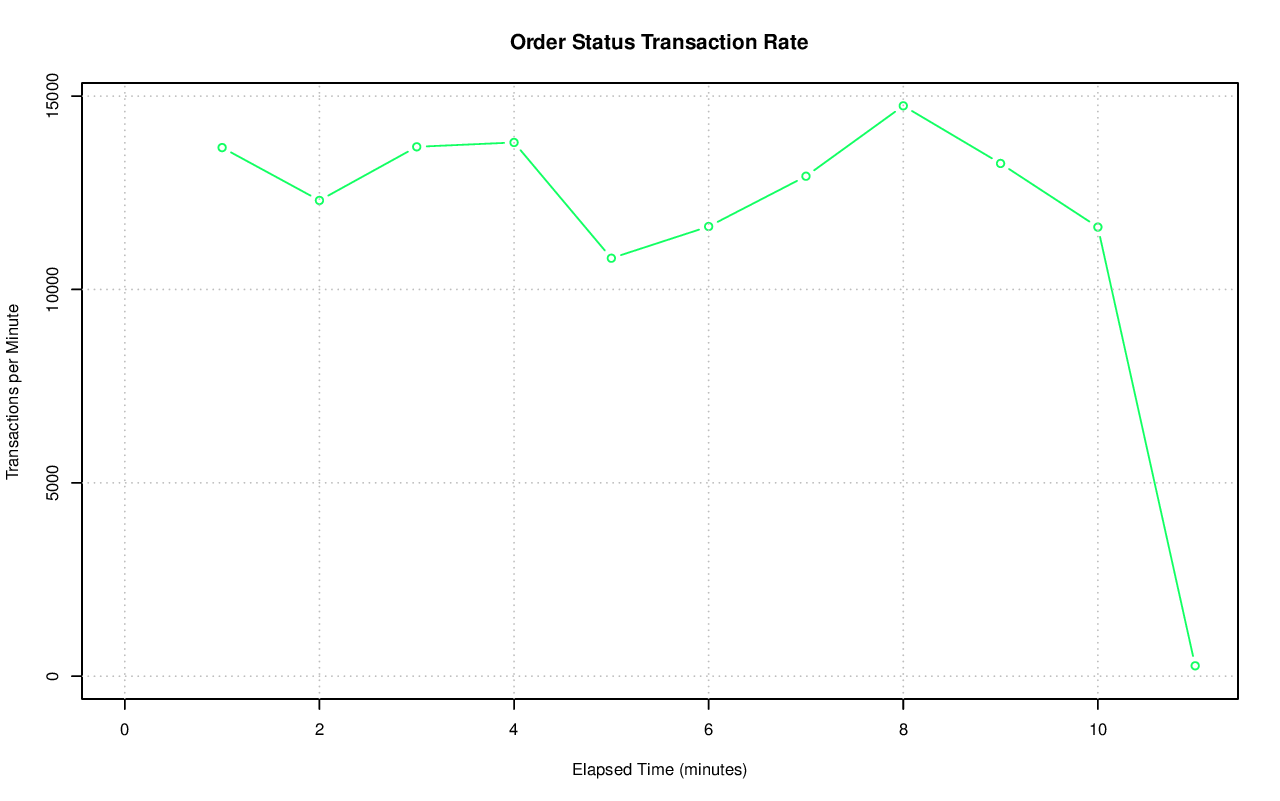 Order Status Transaction Rate
Transactions per Minute
15000
10000
5000
0
0 2 4 6 8 10
Elapsed Time (minutes)